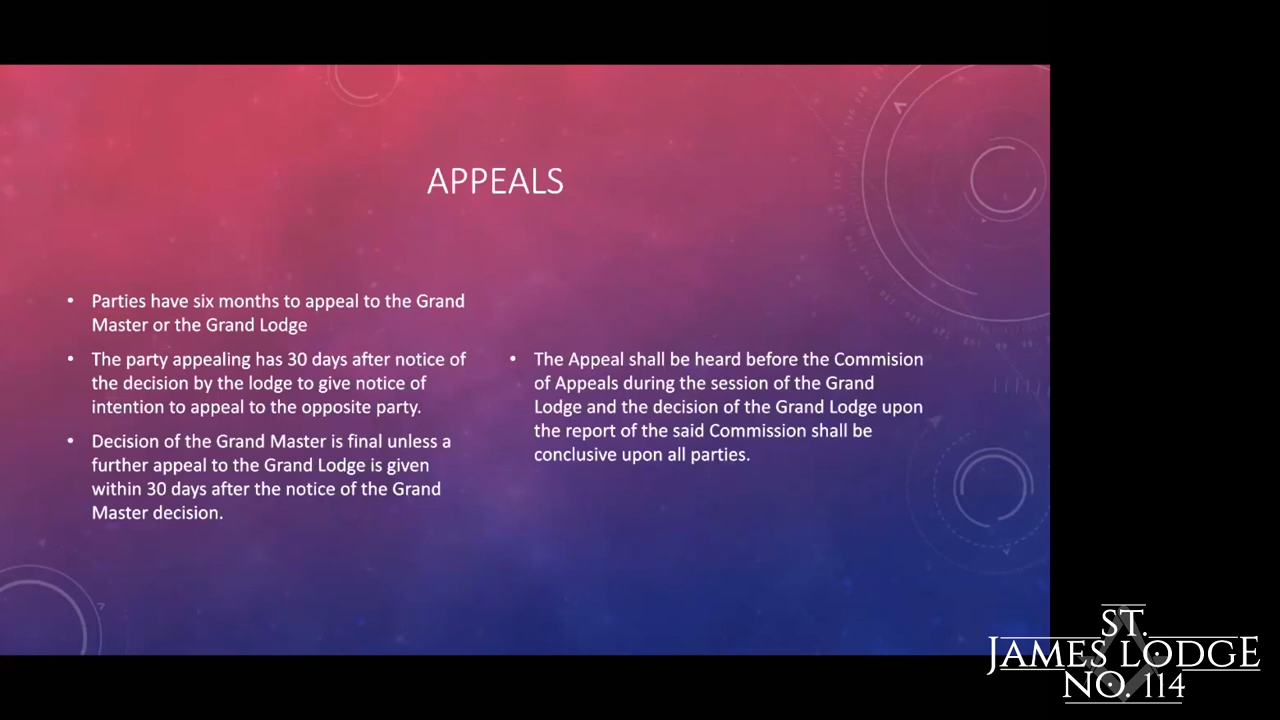 APPEALS
• Parties have six months to appeal to the Grand
Master or the Grand Lodge
• The party appealing has 30 days after notice of
the decision by the lodge to give notice of
intention to appeal to the opposite party.
• Decision of the Grand Master is final unless a
further appeal to the Grand Lodge is given
within 30 days after the notice of the Grand
Master decision.
• The Appeal shall be heard before the Commision
of Appeals during the session of the Grand
Lodge and the decision of the Grand Lodge upon
the report of the said Commission shall be
conclusive upon all parties.
ST.
JAMES LODGE
NO. 114